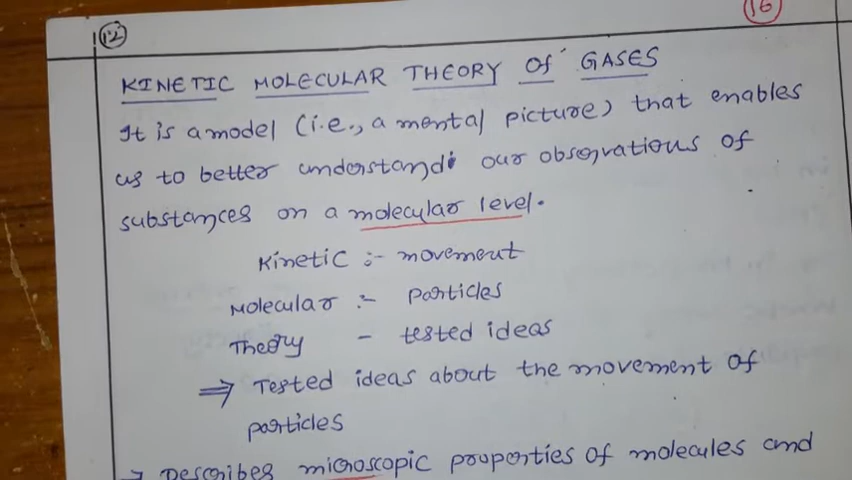 12
16
KINETIC MOLECULAR THEORY Of GASES
It is a model (i.e., a mental picture) that enables
us to better understand our observations of
substances on a molecular level.
Kinetic :- movement
Molecular :- particles
Theory - tested ideas
⇒ Tested ideas about the movement of
particles
→ Describes microscopic properties of molecules and